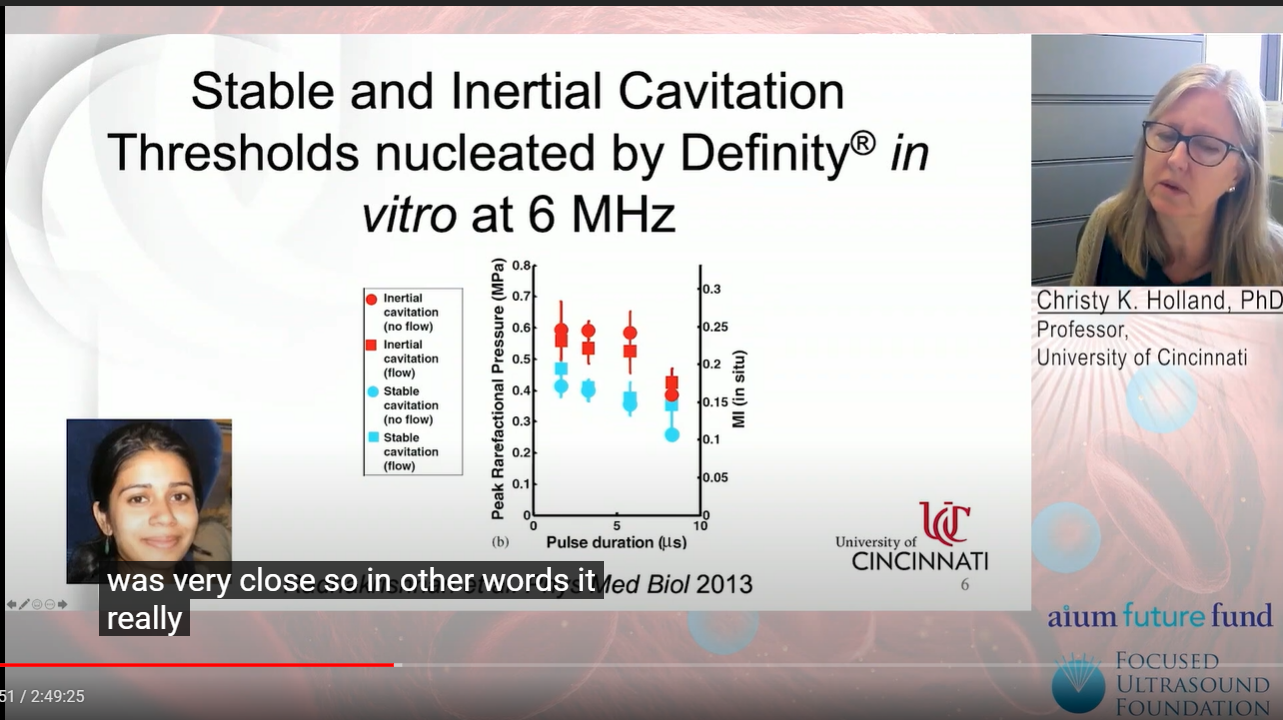 Stable and Inertial Cavitation
Thresholds nucleated by Definity® in
vitro at 6 MHz
Inertial
cavitation
(no flow)
Inertial
cavitation
(flow)
Stable
cavitation
(no flow)
Stable
cavitation
(flow)
Peak Rarefactional Pressure (MPa)
0.8
0.7
0.6
0.5
0.4
0.3
0.2
0.1
0
0.3
0.25
0.2
0.15
0.1
0.05
0
MI (in situ)
0 5 10
(b) Pulse duration (μs)
Med Biol 2013
University of
CINCINNATI
6
was very close so in other words it
really
51 / 2:49:25
Christy K. Holland, PhD
Professor,
University of Cincinnati
aium future fund
FOCUSED
ULTRASOUND
FOUNDATION